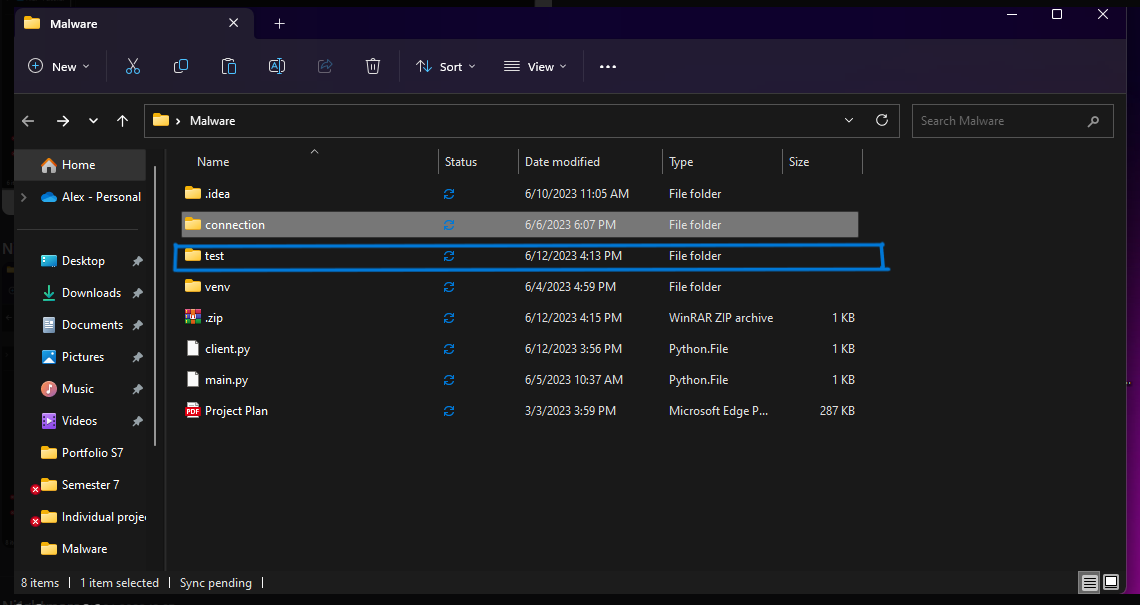 Malware
New
Sort
View
Malware
Search Malware
Home
Alex - Personal
Desktop
Downloads
Documents
Pictures
Music
Videos
Portfolio S7
Semester 7
Individual proje
Malware
Name Status Date modified Type Size
.idea 6/10/2023 11:05 AM File folder
connection 6/6/2023 6:07 PM File folder
test 6/12/2023 4:13 PM File folder
venv 6/4/2023 4:59 PM File folder
.zip 6/12/2023 4:15 PM WinRAR ZIP archive 1 KB
client.py 6/12/2023 3:56 PM Python.File 1 KB
main.py 6/5/2023 10:37 AM Python.File 1 KB
PDF Project Plan 3/3/2023 3:59 PM Microsoft Edge P... 287 KB
8 items 1 item selected Sync pending